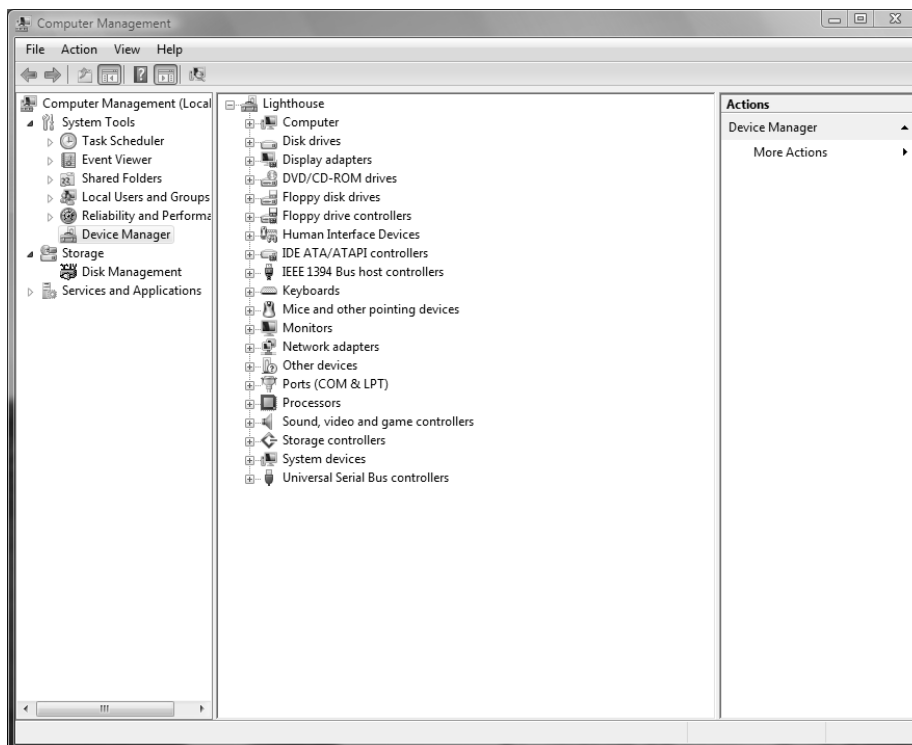 Computer Management
File Action View Help
Computer Management (Local
System Tools
Task Scheduler
Event Viewer
Shared Folders
Local Users and Groups
Reliability and Performa
Device Manager
Storage
Disk Management
Services and Applications
Lighthouse
Computer
Disk drives
Display adapters
DVD/CD-ROM drives
Floppy disk drives
Floppy drive controllers
Human Interface Devices
IDE ATA/ATAPI controllers
IEEE 1394 Bus host controllers
Keyboards
Mice and other pointing devices
Monitors
Network adapters
Other devices
Ports (COM & LPT)
Processors
Sound, video and game controllers
Storage controllers
System devices
Universal Serial Bus controllers
Actions
Device Manager
More Actions